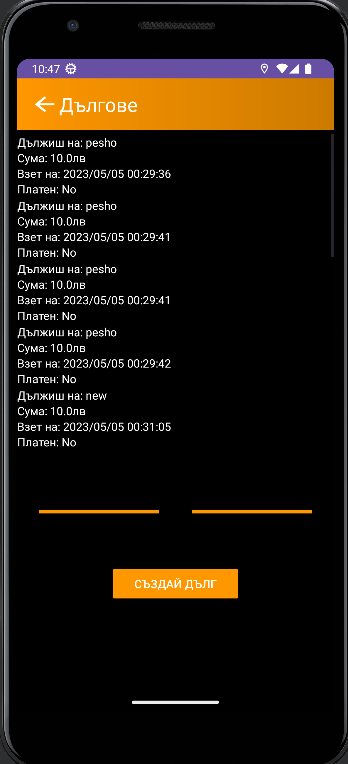 10:47
Дългове
Дължиш на: pesho
Сума: 10.0лв
Взет на: 2023/05/05 00:29:36
Платен: No
Дължиш на: pesho
Сума: 10.0лв
Взет на: 2023/05/05 00:29:41
Платен: No
Дължиш на: pesho
Сума: 10.0лв
Взет на: 2023/05/05 00:29:41
Платен: No
Дължиш на: pesho
Сума: 10.0лв
Взет на: 2023/05/05 00:29:42
Платен: No
Дължиш на: new
Сума: 10.0лв
Взет на: 2023/05/05 00:31:05
Платен: No
СЪЗДАЙ ДЪЛГ